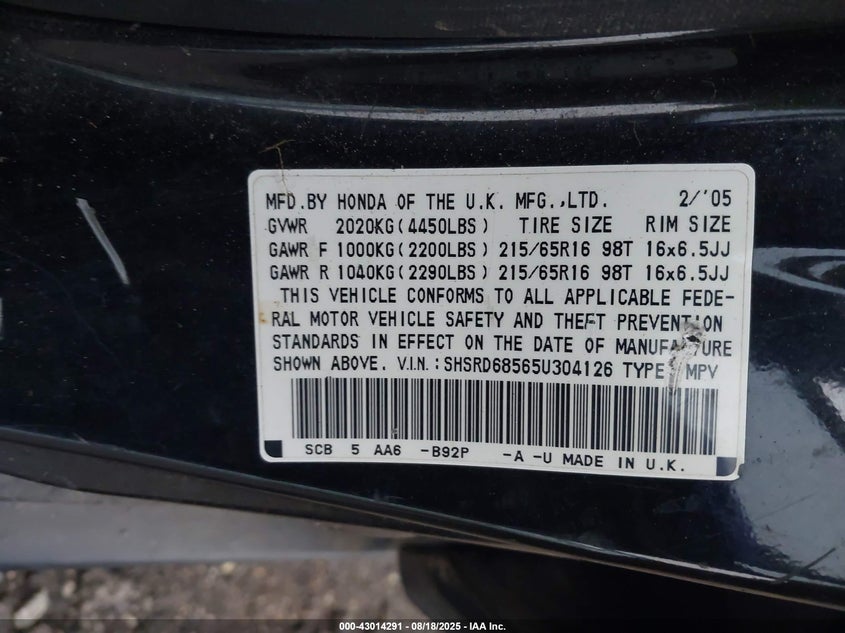 MFD.BY HONDA OF THE U.K. MFG.,LTD. 2/'05
GVWR 2020KG(4450LBS) TIRE SIZE RIM SIZE
GAWR F 1000KG(2200LBS) 215/65R16 98T 16x6.5JJ
GAWR R 1040KG(2290LBS) 215/65R16 98T 16x6.5JJ
THIS VEHICLE CONFORMS TO ALL APPLICABLE FEDE-
RAL MOTOR VEHICLE SAFETY AND THEFT PREVENTION
STANDARDS IN EFFECT ON THE DATE OF MANUFACTURE
SHOWN ABOVE. V.I.N.:SHSRD68565U304126 TYPE: MPV
SCB 5 AA6 -B92P -A -U MADE IN U.K.
000-43014291 - 08/18/2025 - IAA Inc.